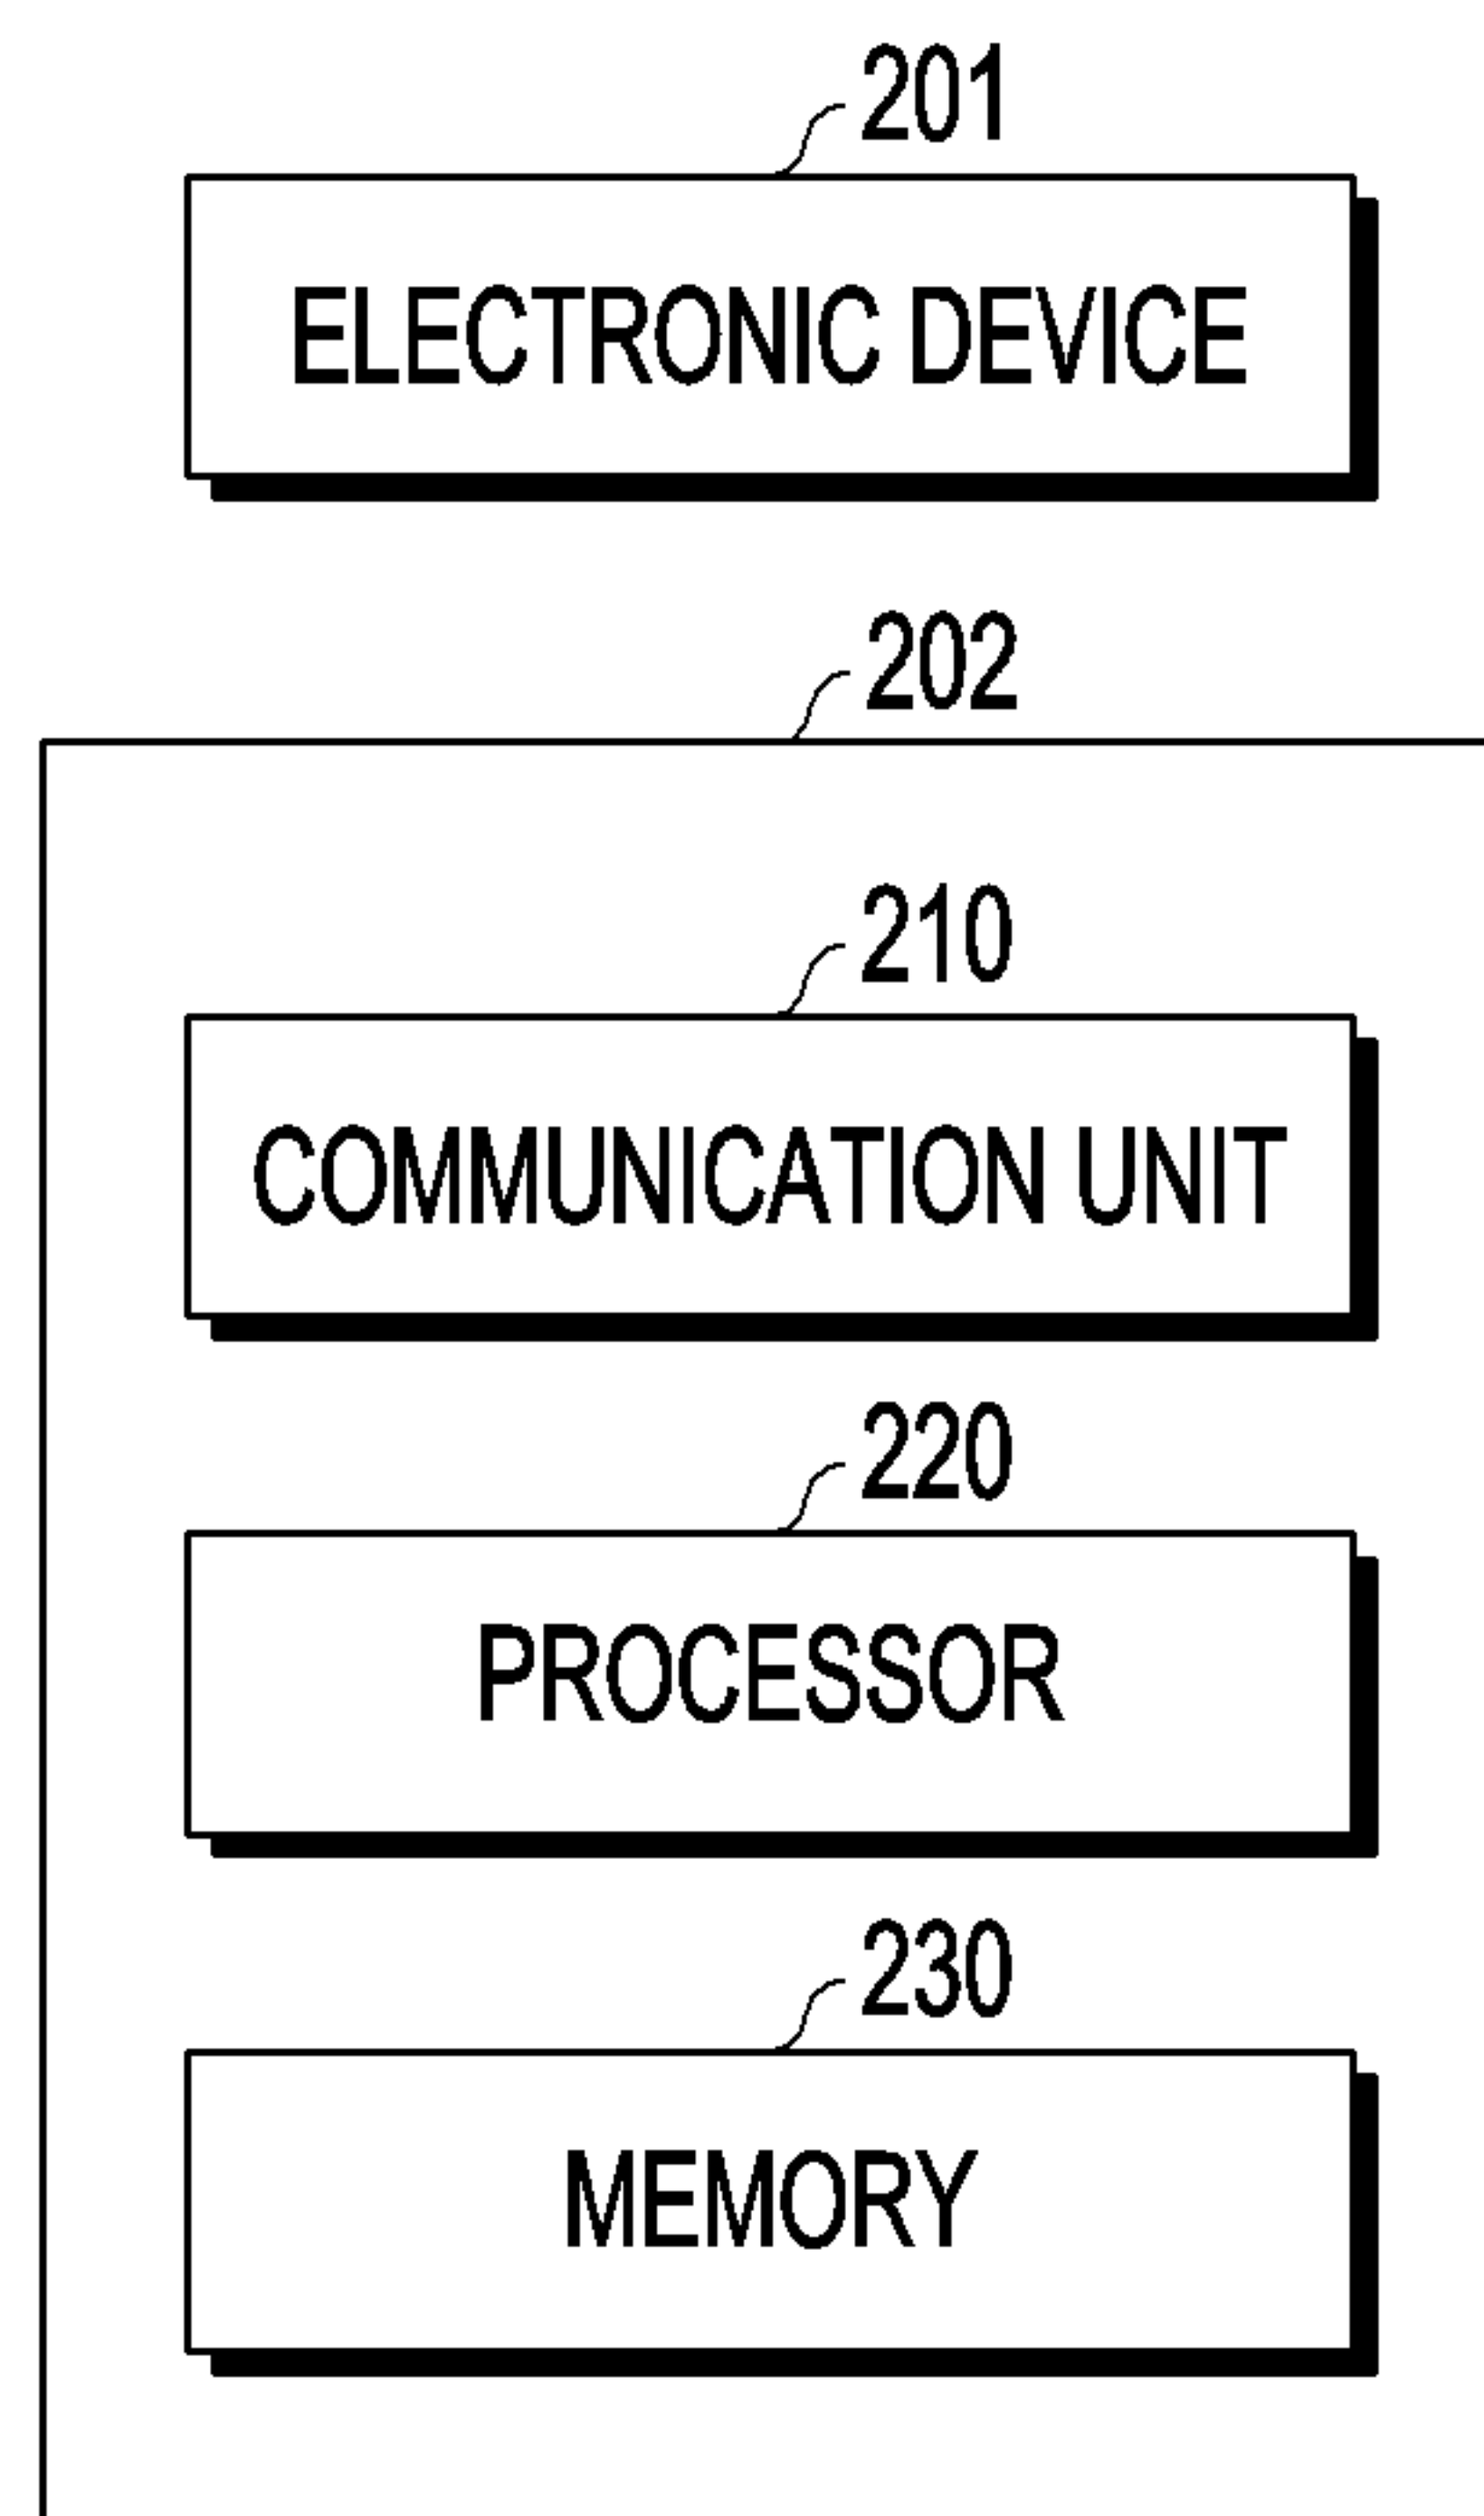 201
ELECTRONIC DEVICE
202
210
COMMUNICATION UNIT
220
PROCESSOR
230
MEMORY